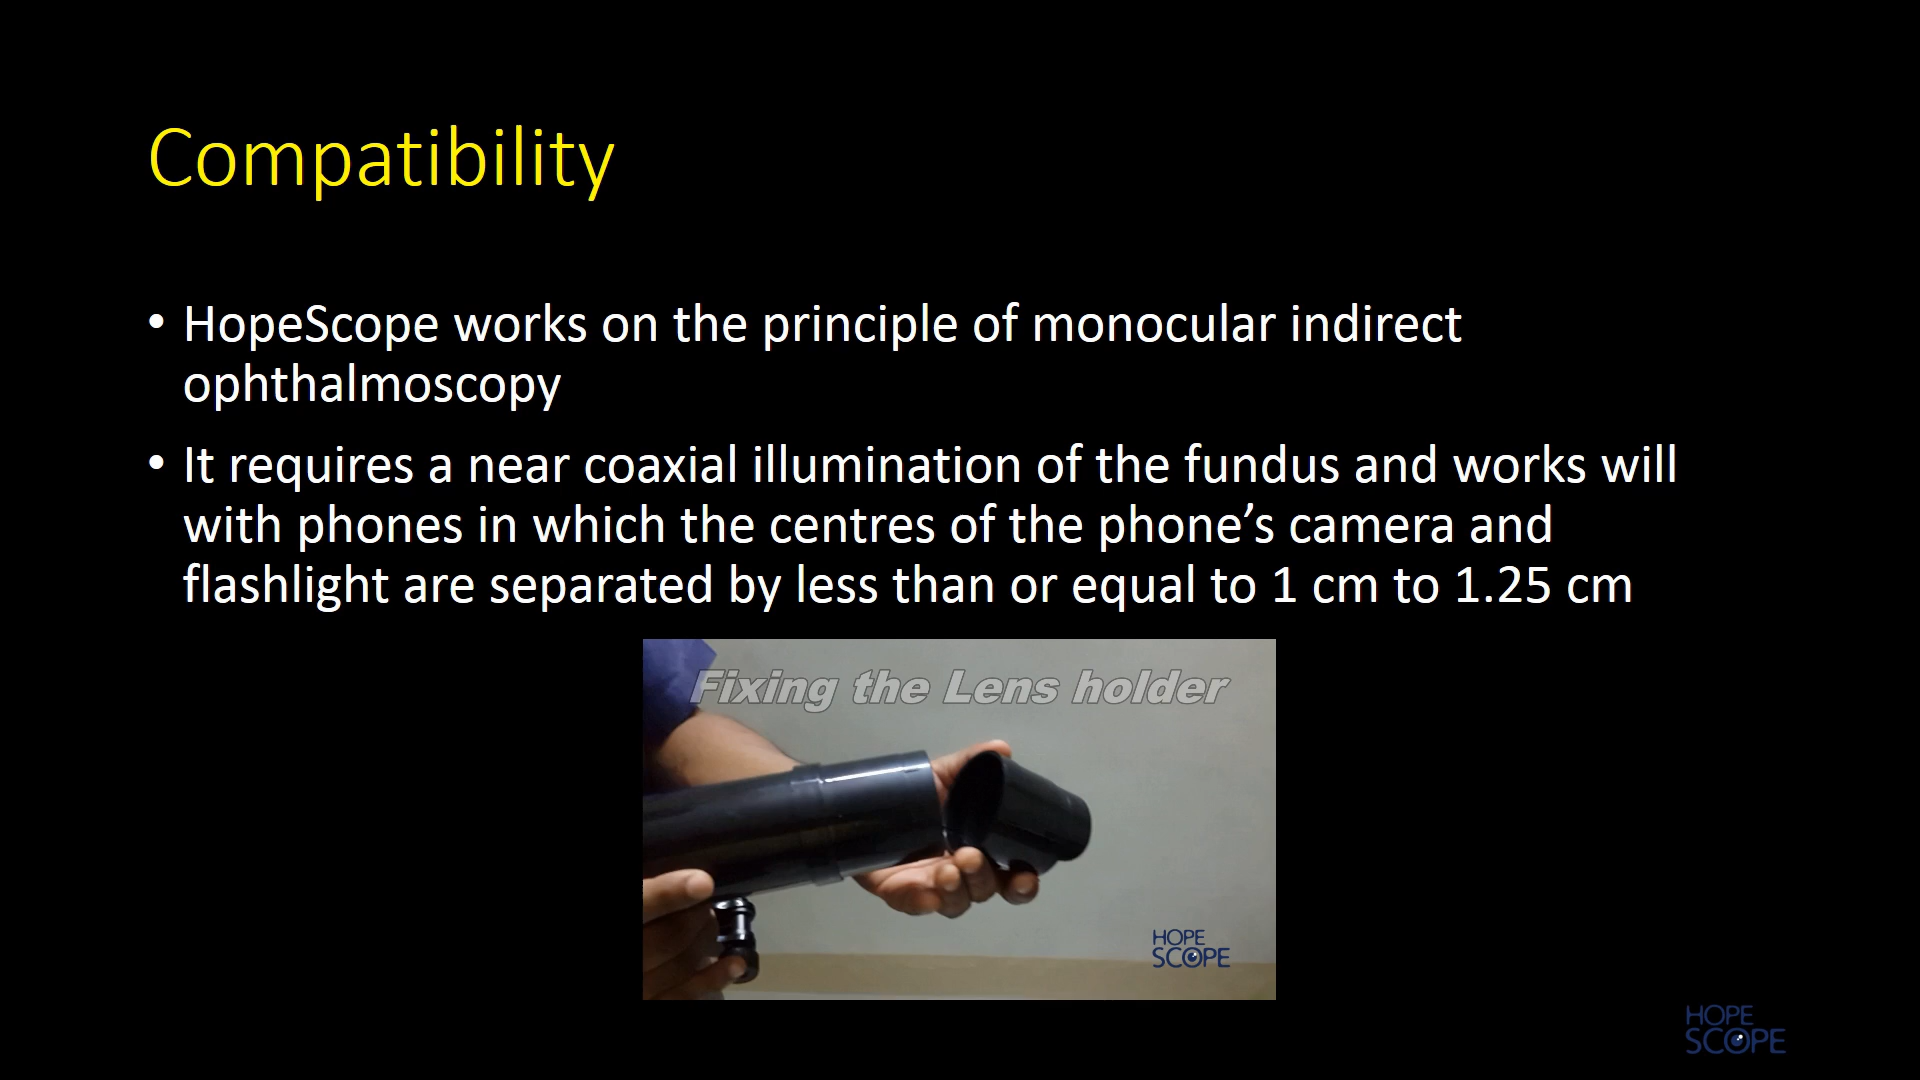 Compatibility
• HopeScope works on the principle of monocular indirect
ophthalmoscopy
• It requires a near coaxial illumination of the fundus and works will
with phones in which the centres of the phone’s camera and
flashlight are separated by less than or equal to 1 cm to 1.25 cm
Fixing the Lens holder
HOPE
SCOPE
HOPE
SCOPE